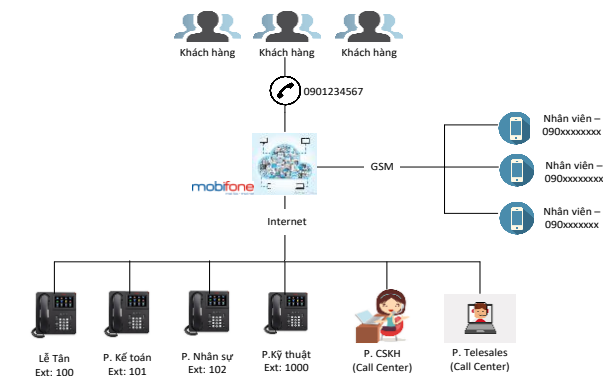 Khách hàng Khách hàng Khách hàng
0901234567
Nhân viên –
090xxxxxxxx
GSM
Nhân viên –
090xxxxxxxx
mobifone
Nhân viên –
090xxxxxxx
Internet
Lễ Tân
Ext: 100
P. Kế toán
Ext: 101
P. Nhân sự
Ext: 102
P.Kỹ thuật
Ext: 1000
P. CSKH
(Call Center)
P. Telesales
(Call Center)